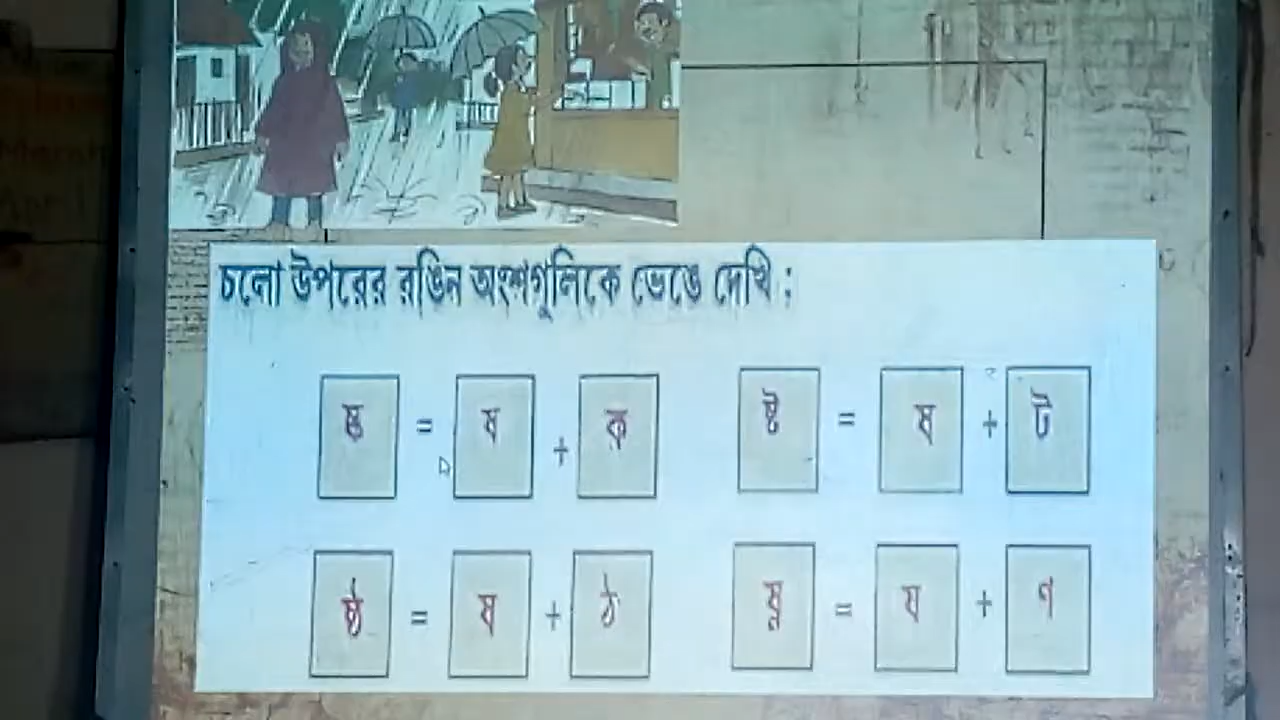 চলো উপরের রঙিন অংশগুলিকে ভেঙে দেখি :
ষ্ক = ষ + ক ষ্ট = ষ + ট
ষ্ঠ = ষ + ঠ ষ্ণ = ষ + ণ